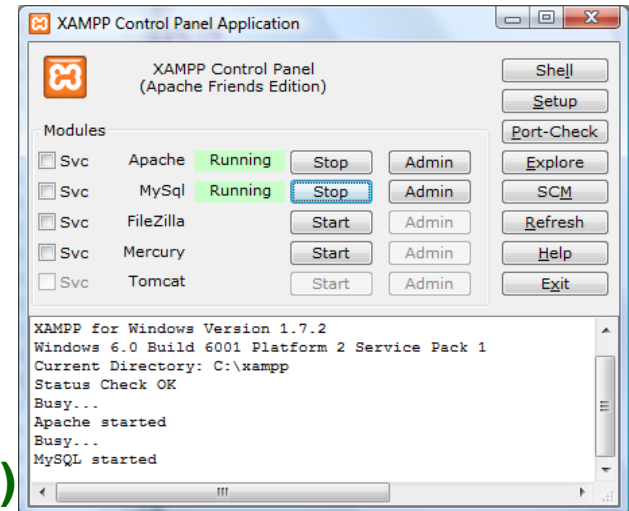 XAMPP Control Panel Application
XAMPP Control Panel
(Apache Friends Edition)
Shell
Setup
Port-Check
Explore
SCM
Refresh
Help
Exit
Modules
Svc Apache Running Stop Admin
Svc MySql Running Stop Admin
Svc FileZilla Start Admin
Svc Mercury Start Admin
Svc Tomcat Start Admin
XAMPP for Windows Version 1.7.2
Windows 6.0 Build 6001 Platform 2 Service Pack 1
Current Directory: C:\xampp
Status Check OK
Busy...
Apache started
Busy...
MySQL started
)